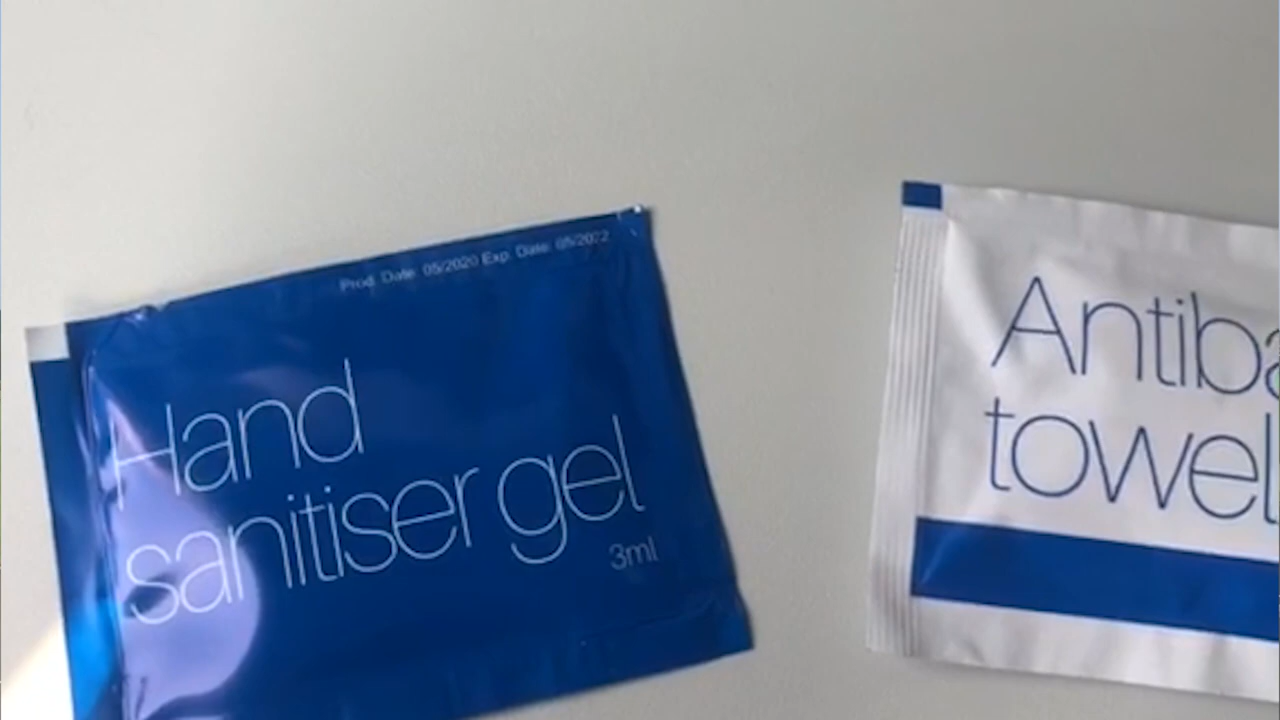 Prod. Date: 05/2020 Exp. Date: 05/2022
Hand
sanitiser gel
3ml
Antiba
towel